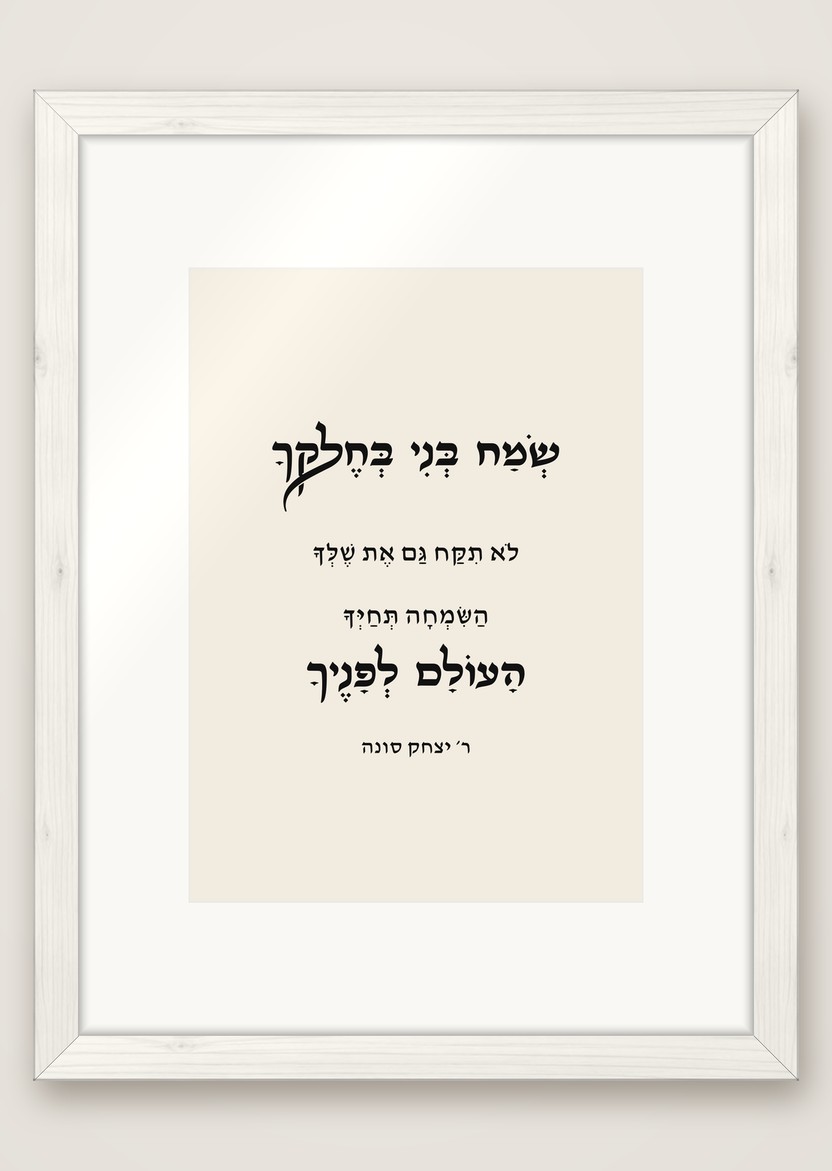 שְׂמַח בְּנִי בְּחֶלְקְךָ
לֹא תִקַּח גַּם אֶת שֶׁלְּךָ
הַשִּׂמְחָה תְּחַיְּךָ
הָעוֹלָם לְפָנֶיךָ
ר׳ יצחק סונה